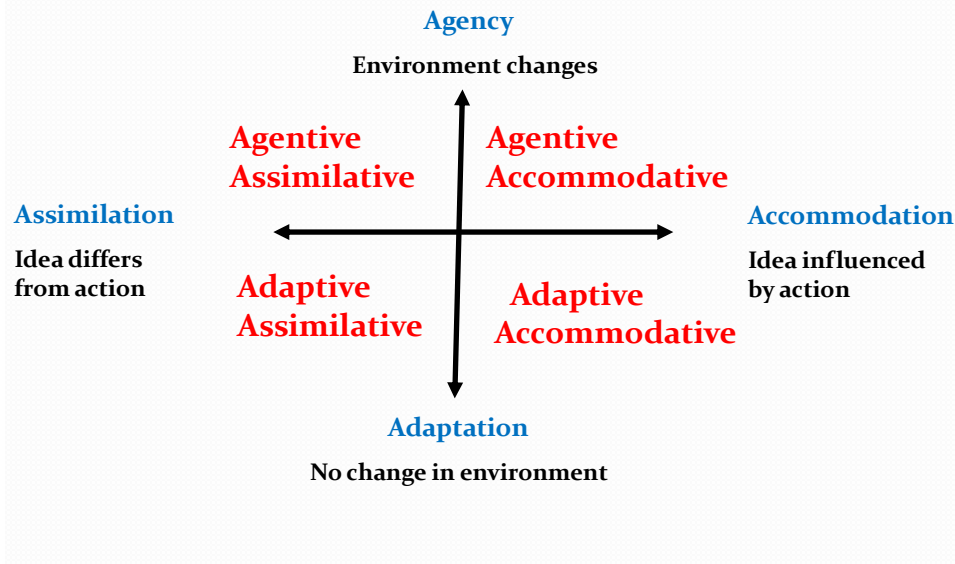 Agency
Environment changes
Agentive
Assimilative
Agentive
Accommodative
Assimilation
Idea differs
from action
Accommodation
Idea influenced
by action
Adaptive
Assimilative
Adaptive
Accommodative
Adaptation
No change in environment